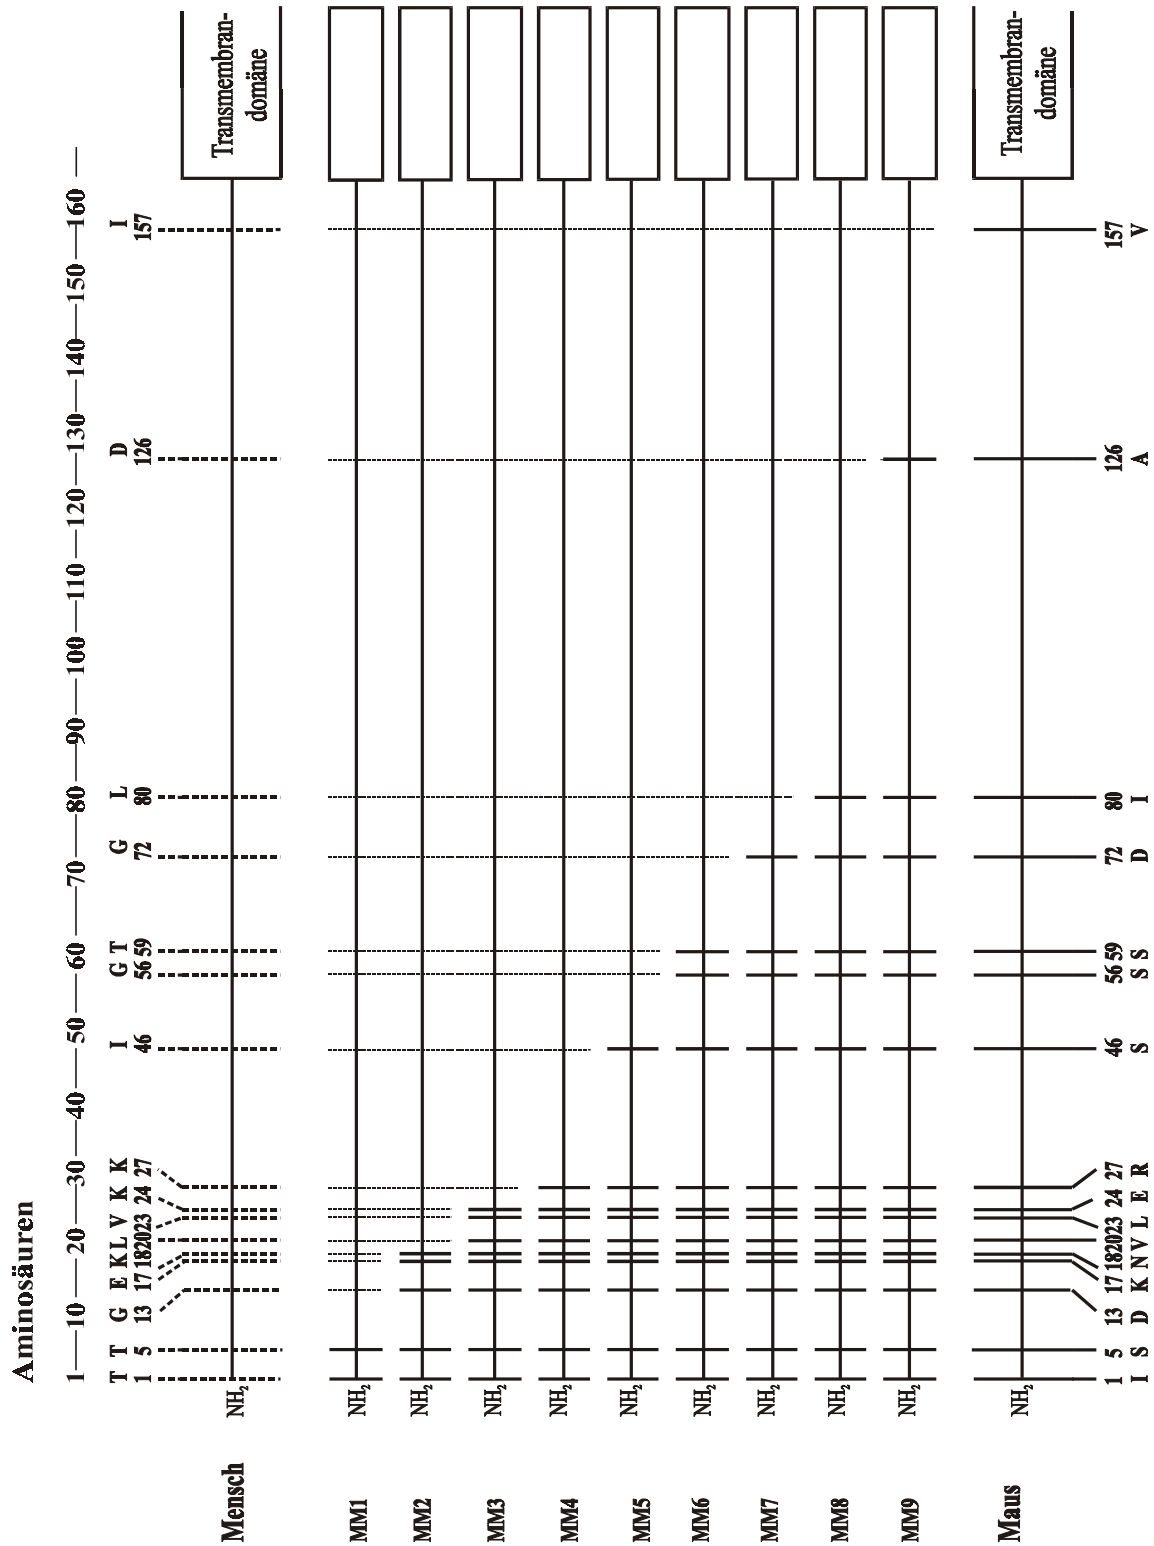 Aminosäuren
1—10—20—30—40—50—60—70—80—90—100—110—120—130—140—150—160—
T T G E K L V K K I G T G L D I
1 5 13 17 18 20 23 24 27 46 56 59 72 80 126 157
Mensch NH2 Transmembran-
domäne
MM1 NH2
MM2 NH2
MM3 NH2
MM4 NH2
MM5 NH2
MM6 NH2
MM7 NH2
MM8 NH2
MM9 NH2
Maus NH2 Transmembran-
domäne
1 5 13 17 18 20 23 24 27 46 56 59 72 80 126 157
I S D K N V L E R S S S D I A V